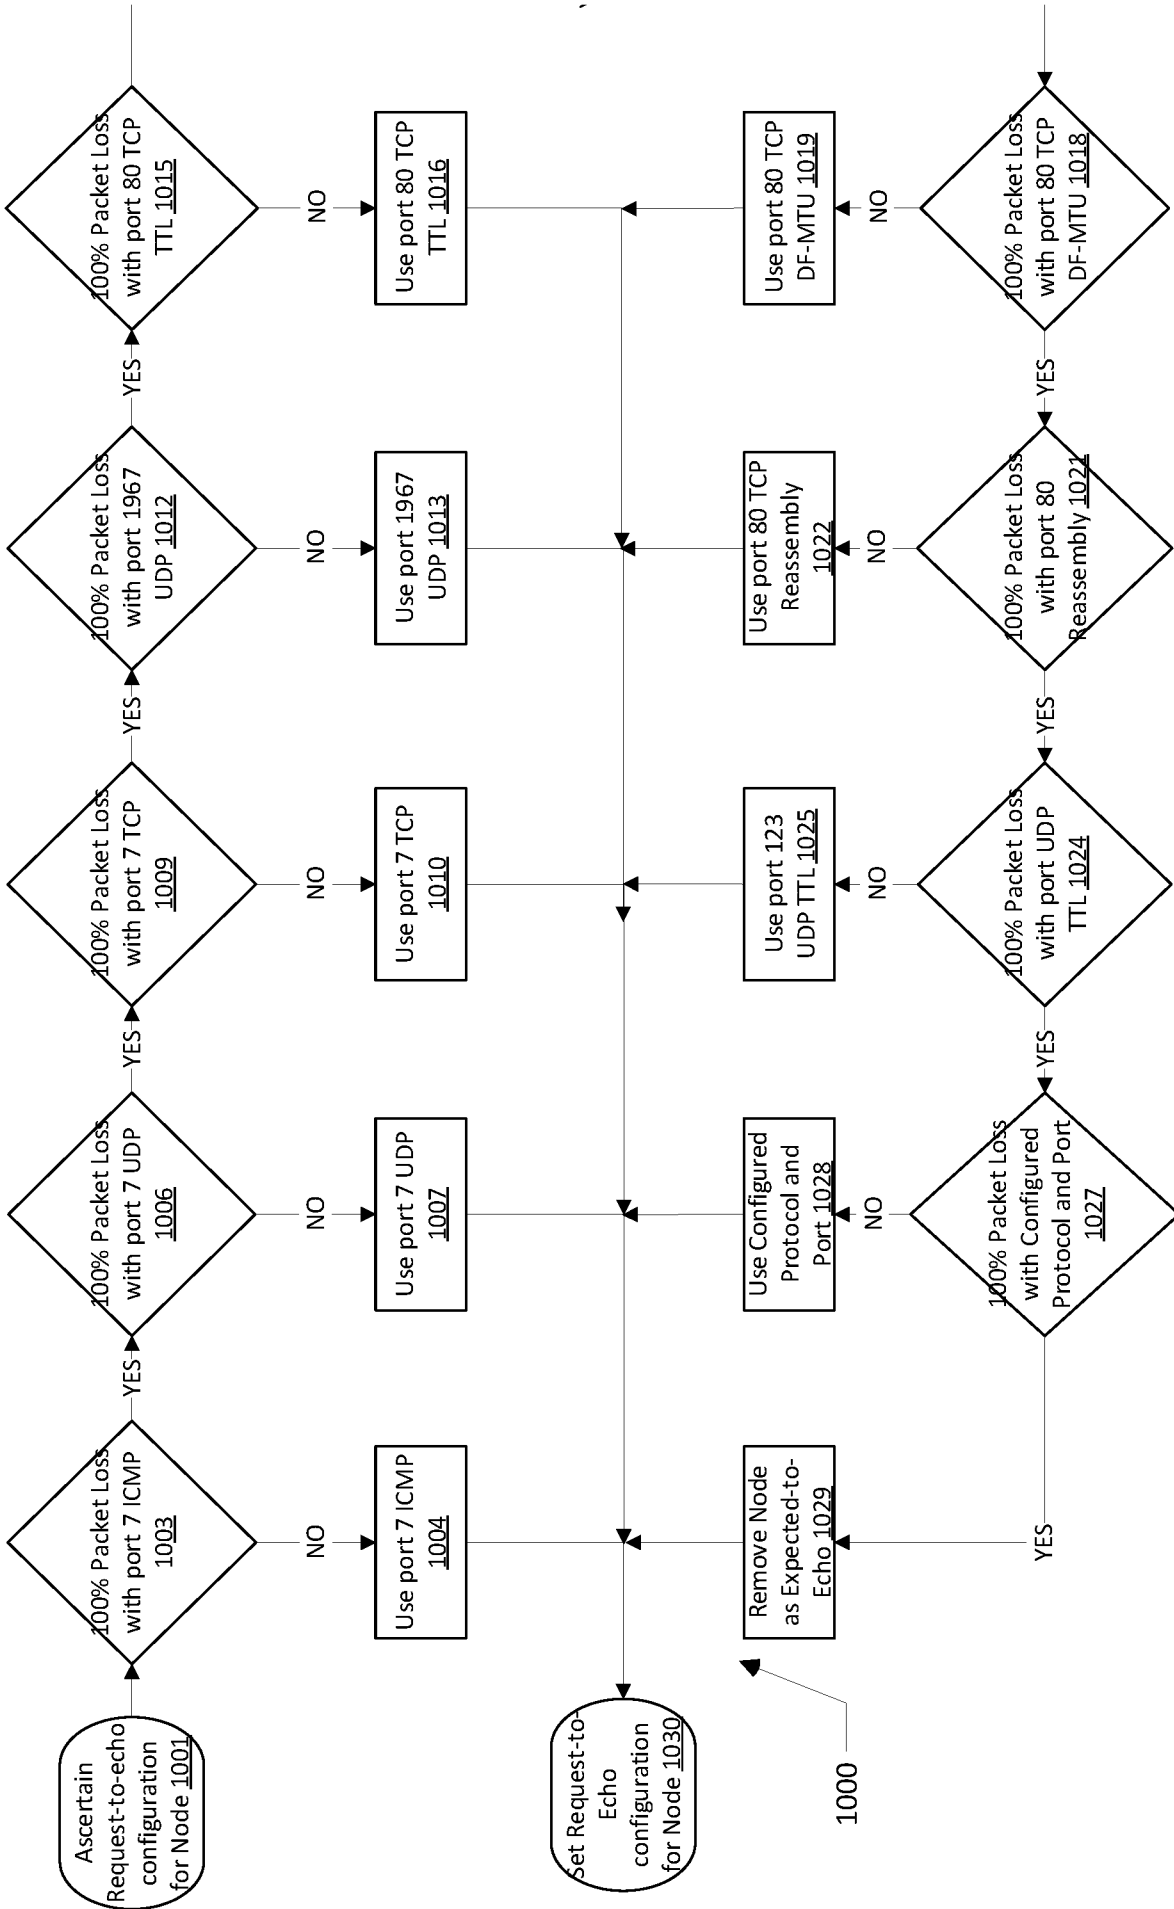 Ascertain
Request-to-echo
configuration
for Node 1001
100% Packet Loss
with port 7 ICMP
1003
YES
100% Packet Loss
with port 7 UDP
1006
YES
100% Packet Loss
with port 7 TCP
1009
YES
100% Packet Loss
with port 1967
UDP 1012
YES
100% Packet Loss
with port 80 TCP
TTL 1015
NO
NO
NO
NO
NO
Use port 7 ICMP
1004
Use port 7 UDP
1007
Use port 7 TCP
1010
Use port 1967
UDP 1013
Use port 80 TCP
TTL 1016
Set Request-to-
Echo
configuration
for Node 1030
Remove Node
as Expected-to-
Echo 1029
Use Configured
Protocol and
Port 1028
Use port 123
UDP TTL 1025
Use port 80 TCP
Reassembly
1022
Use port 80 TCP
DF-MTU 1019
1000
NO
NO
NO
NO
YES
100% Packet Loss
with Configured
Protocol and Port
1027
YES
100% Packet Loss
with port UDP
TTL 1024
YES
100% Packet Loss
with port 80
Reassembly 1021
YES
100% Packet Loss
with port 80 TCP
DF-MTU 1018